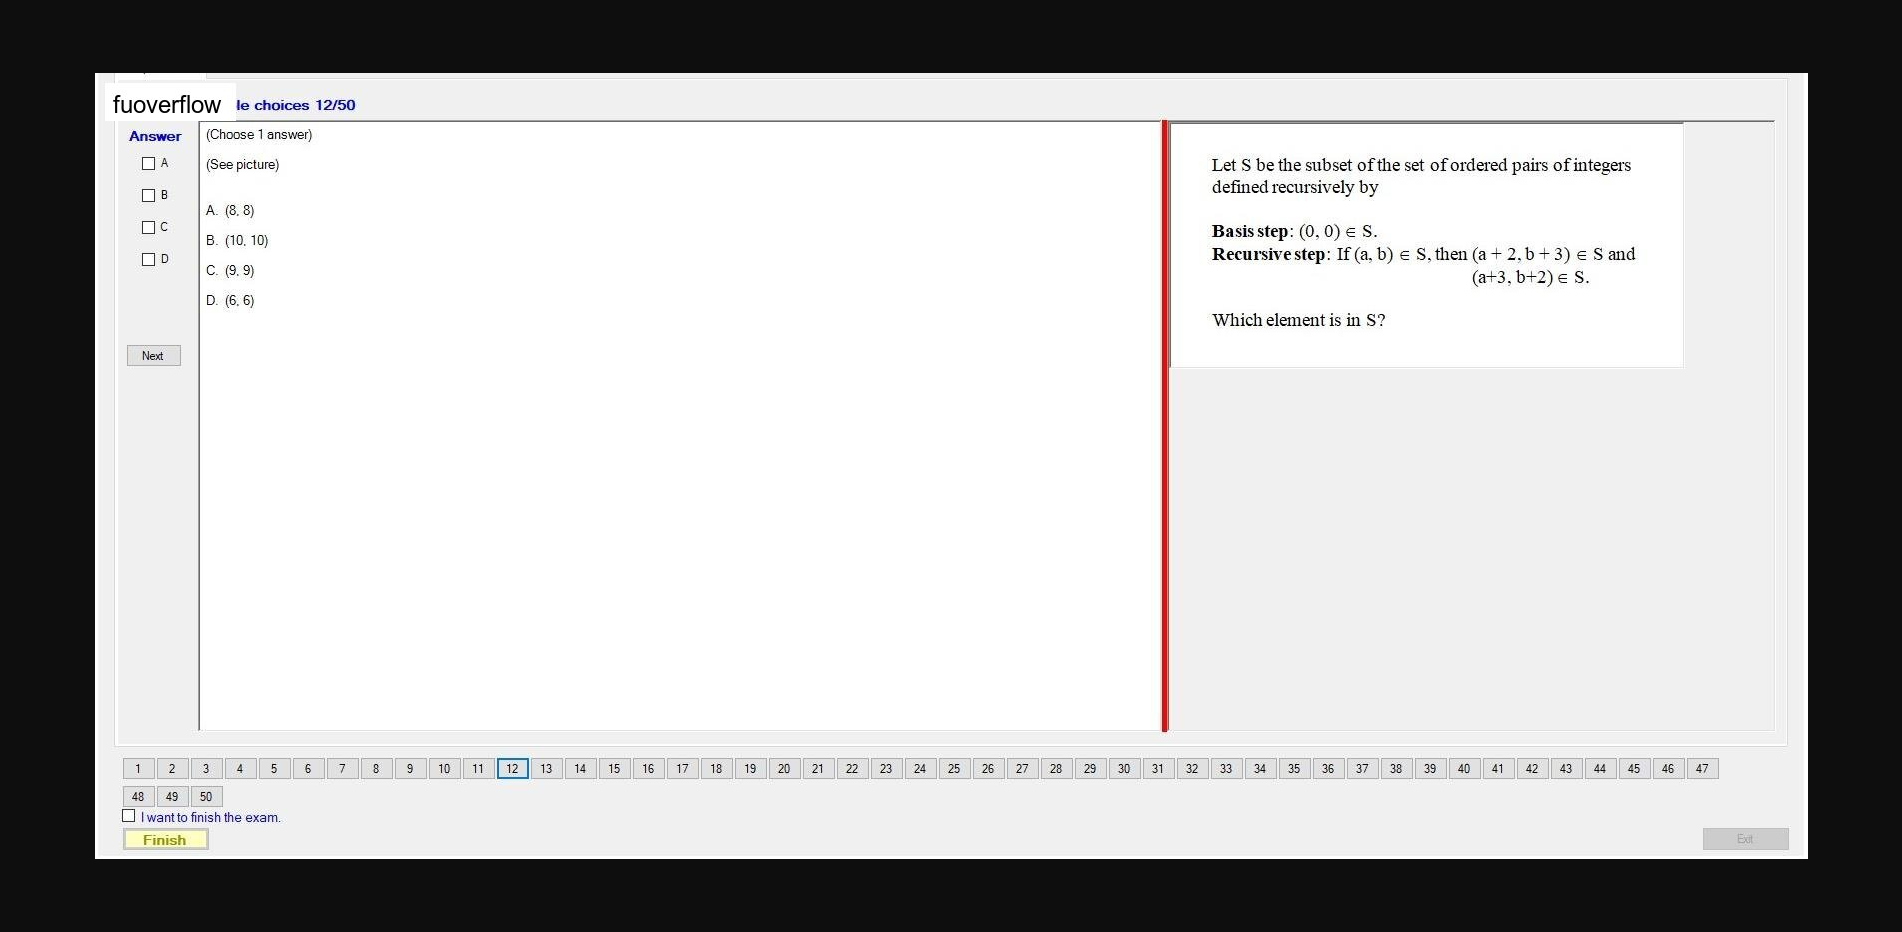 fuoverflow
le choices 12/50
Answer
(Choose 1 answer)
A
(See picture)
B
C
D
A. (8, 8)
B. (10, 10)
C. (9, 9)
D. (6, 6)
Next
Let S be the subset of the set of ordered pairs of integers
defined recursively by
Basis step: (0, 0) ∈ S.
Recursive step: If (a, b) ∈ S, then (a + 2, b + 3) ∈ S and
(a+3, b+2) ∈ S.
Which element is in S?
1 2 3 4 5 6 7 8 9 10 11 12 13 14 15 16 17 18 19 20 21 22 23 24 25 26 27 28 29 30 31 32 33 34 35 36 37 38 39 40 41 42 43 44 45 46 47
48 49 50
I want to finish the exam.
Finish
Exit